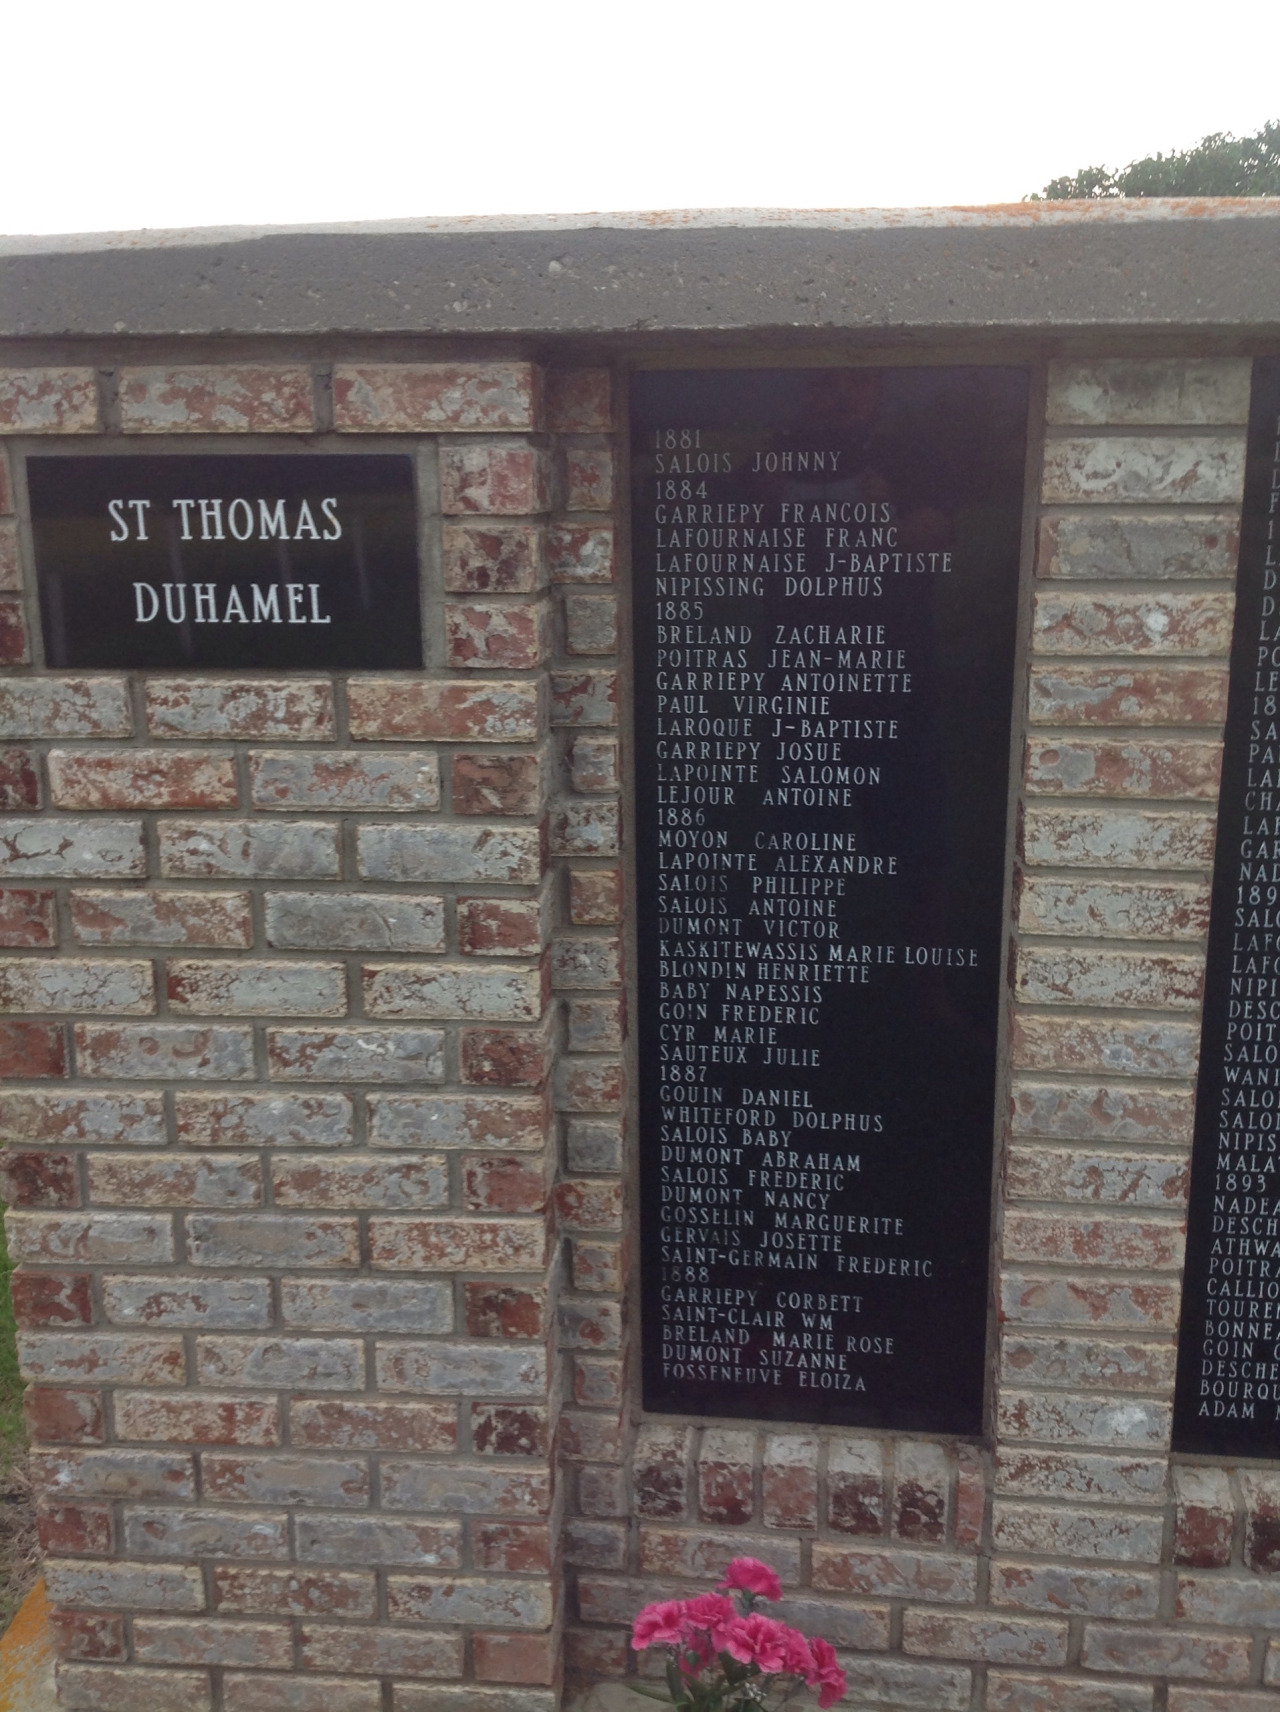 ST THOMAS
DUHAMEL
1881
SALOIS JOHNNY
1884
GARRIEPY FRANCOIS
LAFOURNAISE FRANC
LAFOURNAISE J-BAPTISTE
NIPISSING DOLPHUS
1885
BRELAND ZACHARIE
POITRAS JEAN-MARIE
GARRIEPY ANTOINETTE
PAUL VIRGINIE
LAROQUE J-BAPTISTE
GARRIEPY JOSUE
LAPOINTE SALOMON
LEJOUR ANTOINE
1886
MOYON CAROLINE
LAPOINTE ALEXANDRE
SALOIS PHILIPPE
SALOIS ANTOINE
DUMONT VICTOR
KASKITEWASSIS MARIE LOUISE
BLONDIN HENRIETTE
BABY NAPESSIS
GOIN FREDERIC
CYR MARIE
SAUTEUX JULIE
1887
GOUIN DANIEL
WHITEFORD DOLPHUS
SALOIS BABY
DUMONT ABRAHAM
SALOIS FREDERIC
DUMONT NANCY
GOSSELIN MARGUERITE
GERVAIS JOSETTE
SAINT-GERMAIN FREDERIC
1888
GARRIEPY CORBETT
SAINT-CLAIR WM
BRELAND MARIE ROSE
DUMONT SUZANNE
FOSSENEUVE ELOIZA
1893
GOIN
ADAM